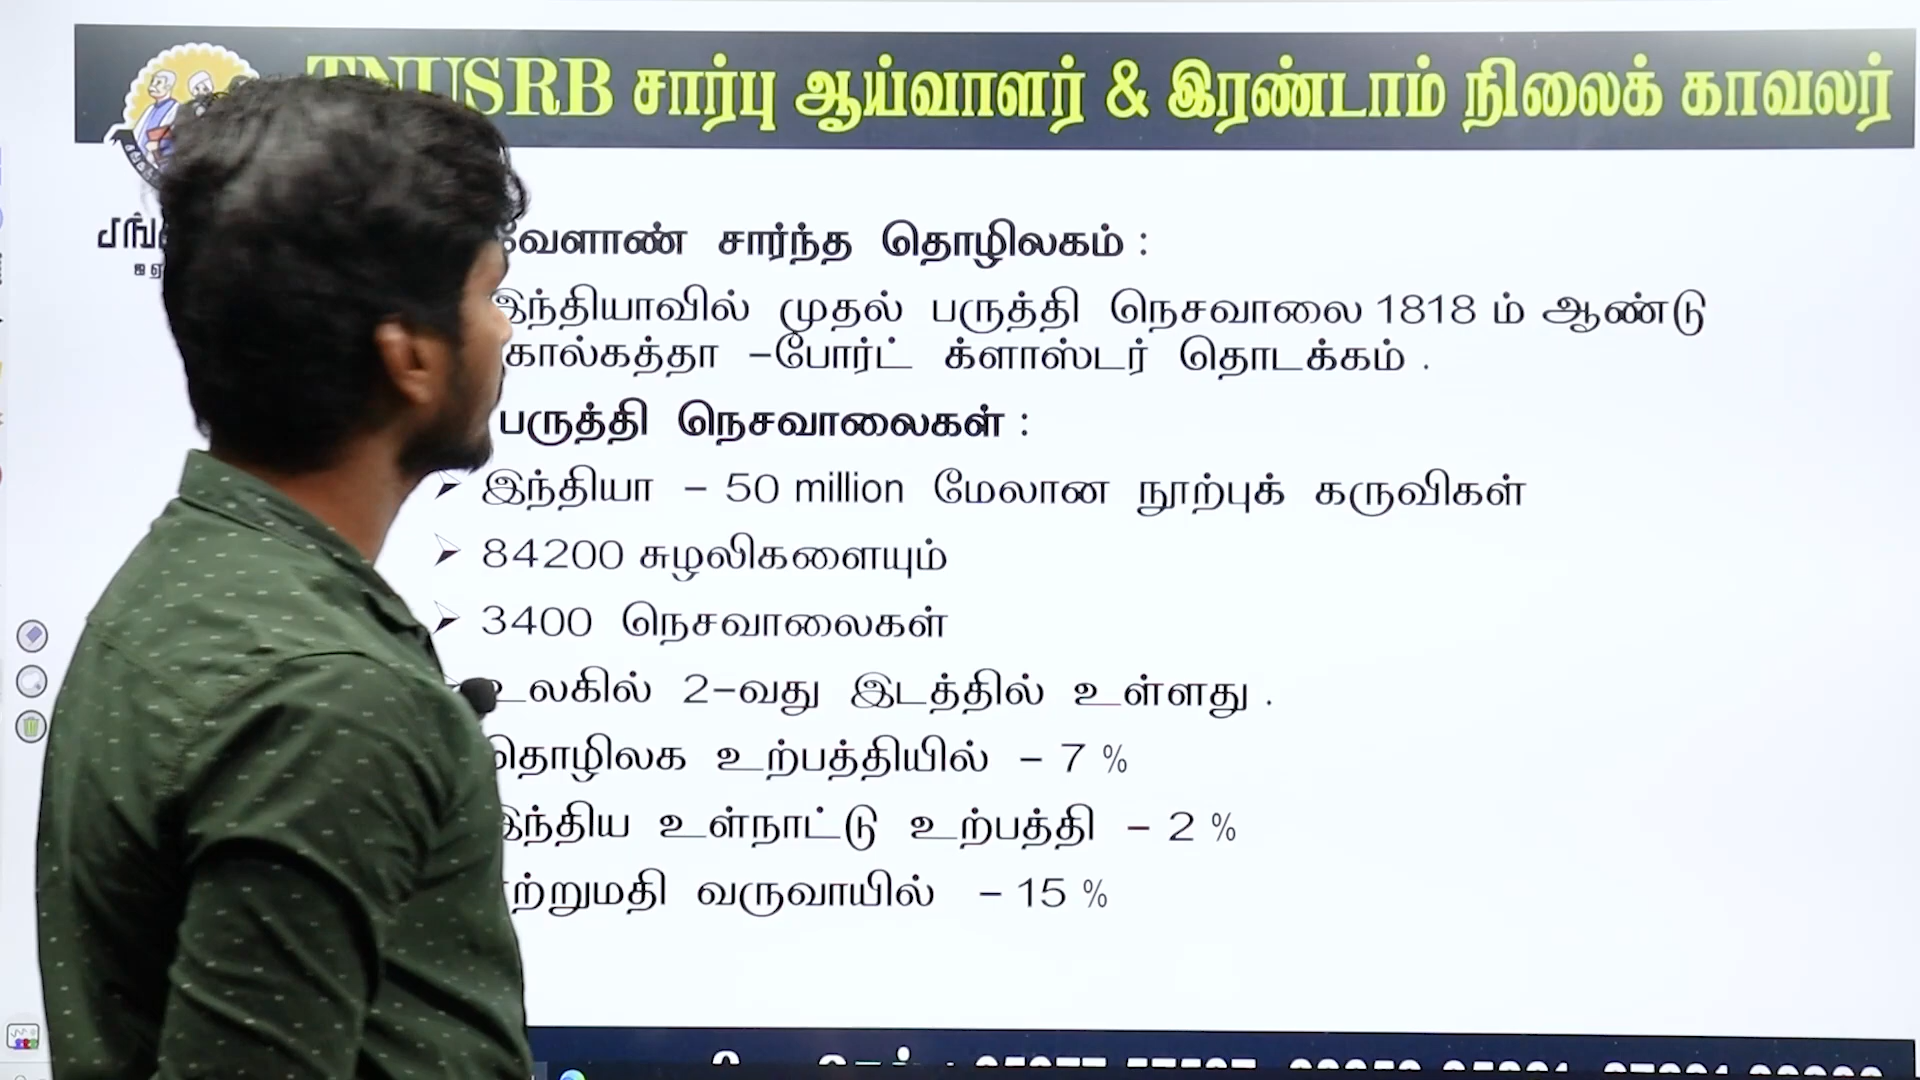 TNUSRB சார்பு ஆய்வாளர் & இரண்டாம் நிலைக் காவலர்
வேளாண் சார்ந்த தொழிலகம் :
இந்தியாவில் முதல் பருத்தி நெசவாலை 1818 ம் ஆண்டு
கொல்கத்தா –போர்ட் க்ளாஸ்டர் தொடக்கம் .
பருத்தி நெசவாலைகள் :
இந்தியா – 50 million மேலான நூற்புக் கருவிகள்
84200 சுழலிகளையும்
3400 நெசவாலைகள்
உலகில் 2–வது இடத்தில் உள்ளது .
தொழிலக உற்பத்தியில் – 7 %
இந்திய உள்நாட்டு உற்பத்தி – 2 %
ஏற்றுமதி வருவாயில் – 15 %